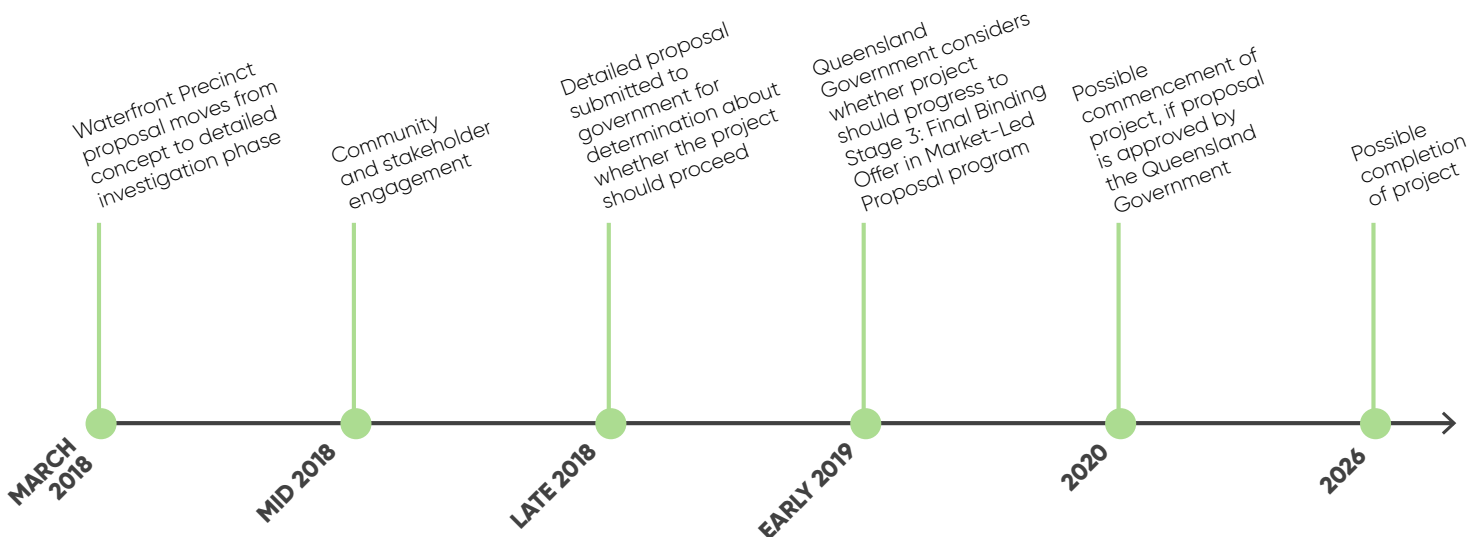 Waterfront Precinct
proposal moves from
concept to detailed
investigation phase
Community
and stakeholder
engagement
Detailed proposal
submitted to
government for
determination about
whether the project
should proceed
Queensland
Government considers
whether project
should progress to
Stage 3: Final Binding
Offer in Market-Led
Proposal program
Possible
commencement of
project, if proposal
is approved by
the Queensland
Government
Possible
completion
of project
MARCH
2018
MID 2018
LATE 2018
EARLY 2019
2020
2026